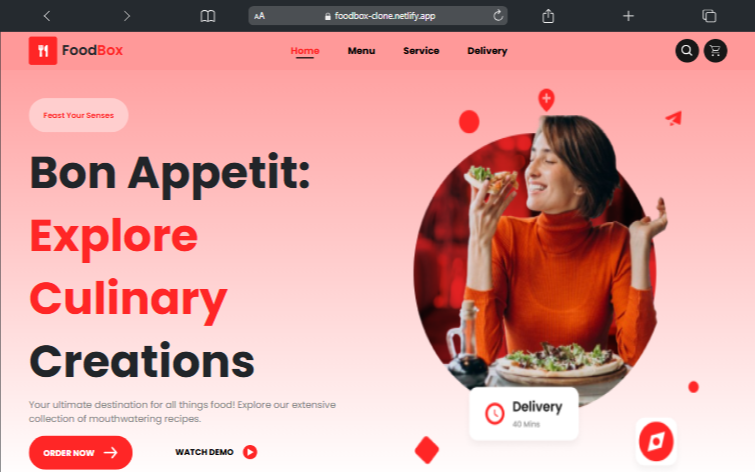 AA foodbox-clone.netlify.app
FoodBox Home Menu Service Delivery
Feast Your Senses
Bon Appetit:
Explore
Culinary
Creations
Your ultimate destination for all things food! Explore our extensive
collection of mouthwatering recipes.
ORDER NOW WATCH DEMO
Delivery
40 Mins